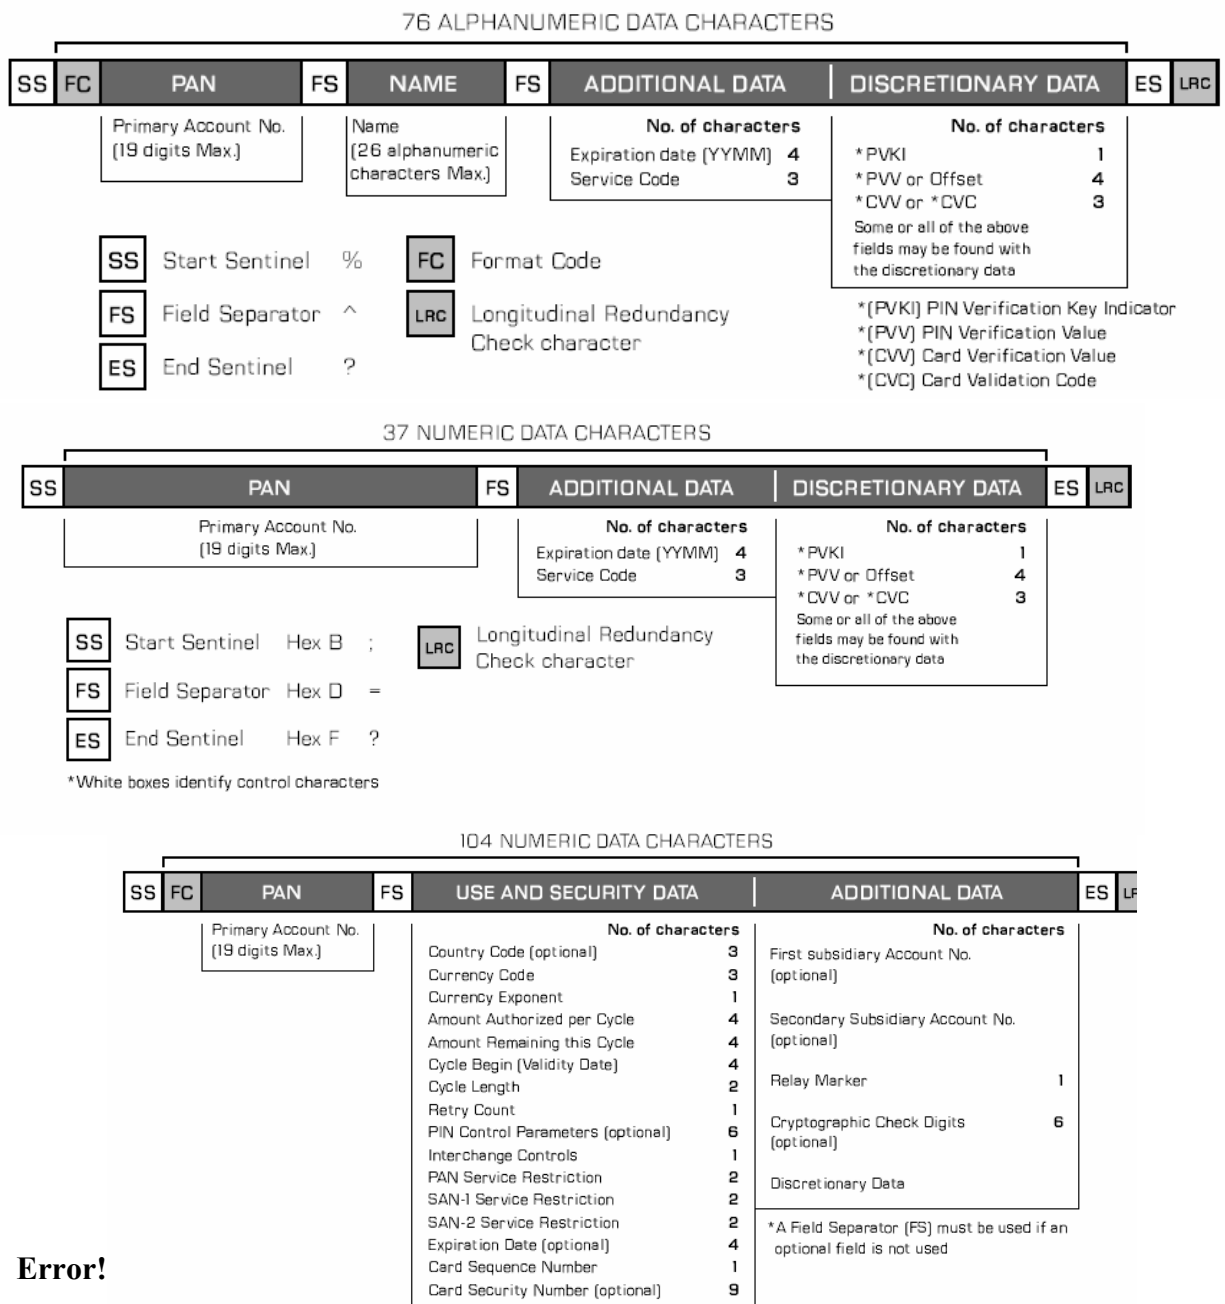 76 ALPHANUMERIC DATA CHARACTERS
SS FC PAN FS NAME FS ADDITIONAL DATA DISCRETIONARY DATA ES LRC
Primary Account No.
(19 digits Max.)
Name
(26 alphanumeric
characters Max.)
No. of characters
Expiration date (YYMM) 4
Service Code 3
No. of characters
*PVKI 1
*PVV or Offset 4
*CVV or *CVC 3
Some or all of the above
fields may be found with
the discretionary data
SS Start Sentinel %
FS Field Separator ^
ES End Sentinel ?
FC Format Code
LRC Longitudinal Redundancy
Check character
*(PVKI) PIN Verification Key Indicator
*(PVV) PIN Verification Value
*(CVV) Card Verification Value
*(CVC) Card Validation Code
37 NUMERIC DATA CHARACTERS
SS PAN FS ADDITIONAL DATA DISCRETIONARY DATA ES LRC
Primary Account No.
(19 digits Max.)
No. of characters
Expiration date (YYMM) 4
Service Code 3
No. of characters
*PVKI 1
*PVV or Offset 4
*CVV or *CVC 3
Some or all of the above
fields may be found with
the discretionary data
SS Start Sentinel Hex B ;
FS Field Separator Hex D =
ES End Sentinel Hex F ?
LRC Longitudinal Redundancy
Check character
*White boxes identify control characters
104 NUMERIC DATA CHARACTERS
SS FC PAN FS USE AND SECURITY DATA ADDITIONAL DATA ES
Primary Account No.
(19 digits Max.)
No. of characters
Country Code (optional) 3
Currency Code 3
Currency Exponent 1
Amount Authorized per Cycle 4
Amount Remaining this Cycle 4
Cycle Begin (Validity Date) 4
Cycle Length 2
Retry Count 1
PIN Control Parameters (optional) 6
Interchange Controls 1
PAN Service Restriction 2
SAN-1 Service Restriction 2
SAN-2 Service Restriction 2
Expiration Date (optional) 4
Card Sequence Number 1
Card Security Number (optional) 9
No. of characters
First subsidiary Account No.
(optional)
Secondary Subsidiary Account No.
(optional)
Relay Marker 1
Cryptographic Check Digits 6
(optional)
Discretionary Data
*A Field Separator (FS) must be used if an
optional field is not used
Error!